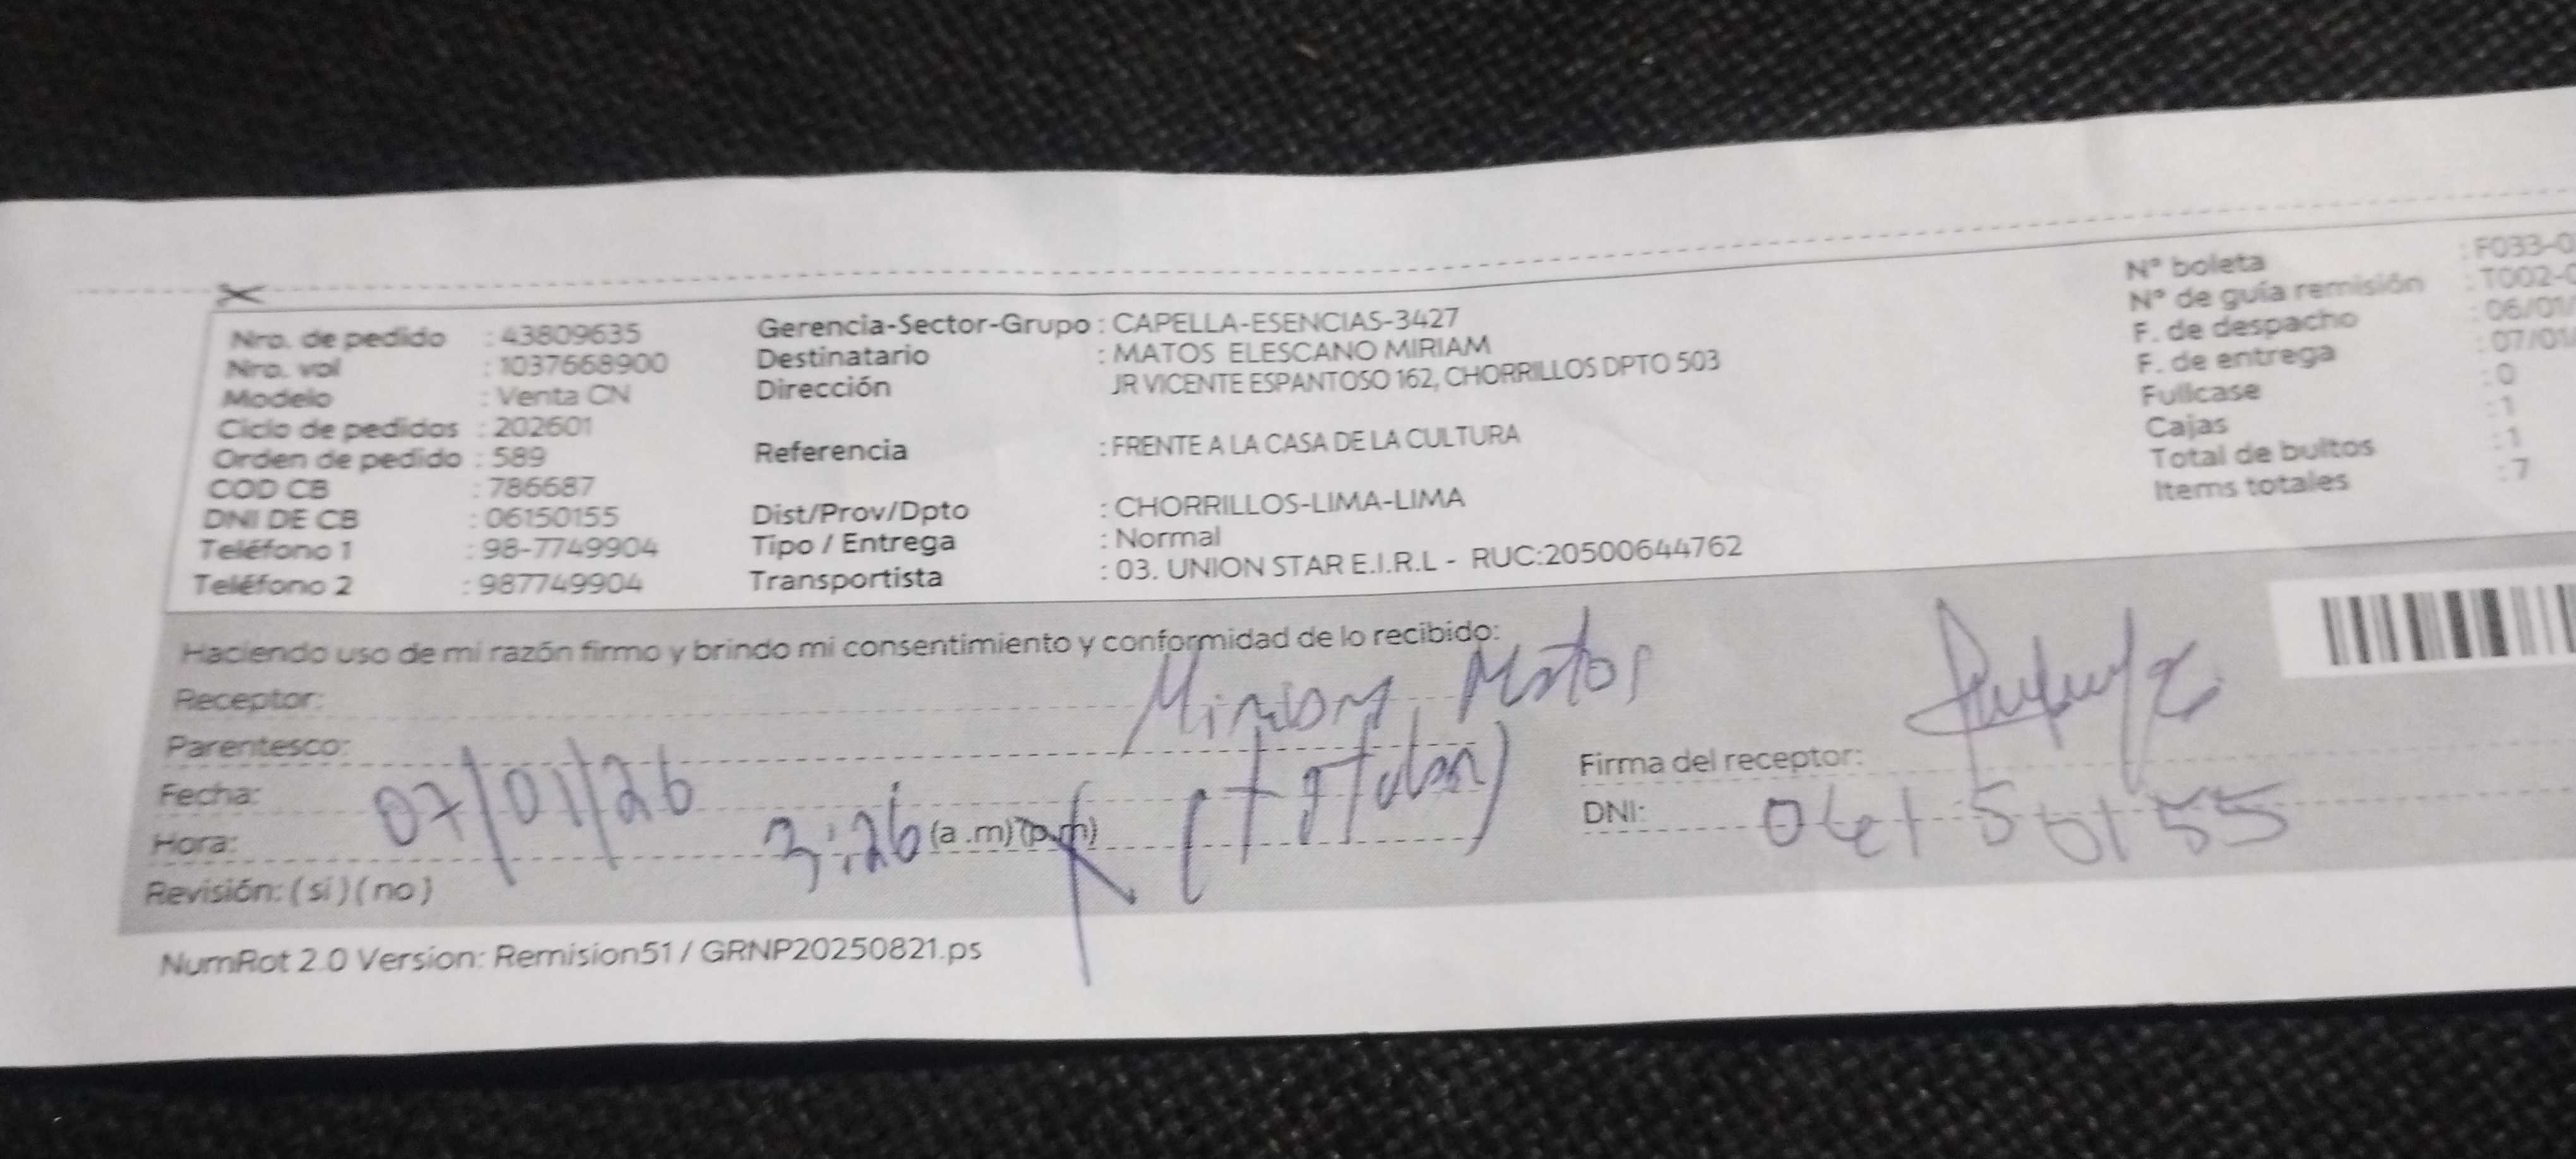 Nro. de pedido : 43809635
Nro. vol : 1037668900
Modelo : Venta CN
Ciclo de pedidos : 202601
Orden de pedido : 589
COD CB : 786687
DNI DE CB : 06150155
Teléfono 1 : 98-7749904
Teléfono 2 : 987749904
Gerencia-Sector-Grupo : CAPELLA-ESENCIAS-3427
Destinatario : MATOS ELESCANO MIRIAM
Dirección JR VICENTE ESPANTOSO 162, CHORRILLOS DPTO 503
Referencia : FRENTE A LA CASA DE LA CULTURA
Dist/Prov/Dpto : CHORRILLOS-LIMA-LIMA
Tipo / Entrega : Normal
Transportista : 03. UNION STAR E.I.R.L - RUC:20500644762
N° boleta : F033-0
N° de guía remisión : T002-0
F. de despacho : 06/01/
F. de entrega : 07/01/
Fullcase : 0
Cajas : 1
Total de bultos : 1
Items totales : 7
Haciendo uso de mi razón firmo y brindo mi consentimiento y conformidad de lo recibido:
Receptor: Miriam Matos
Parentesco: (titular)
Fecha: 07/01/26
Hora: 3:26 (a .m) (p.m)
Revisión: ( si ) ( no )
Firma del receptor:
DNI: 06150155
NumRot 2.0 Version: Remision51 / GRNP20250821.ps